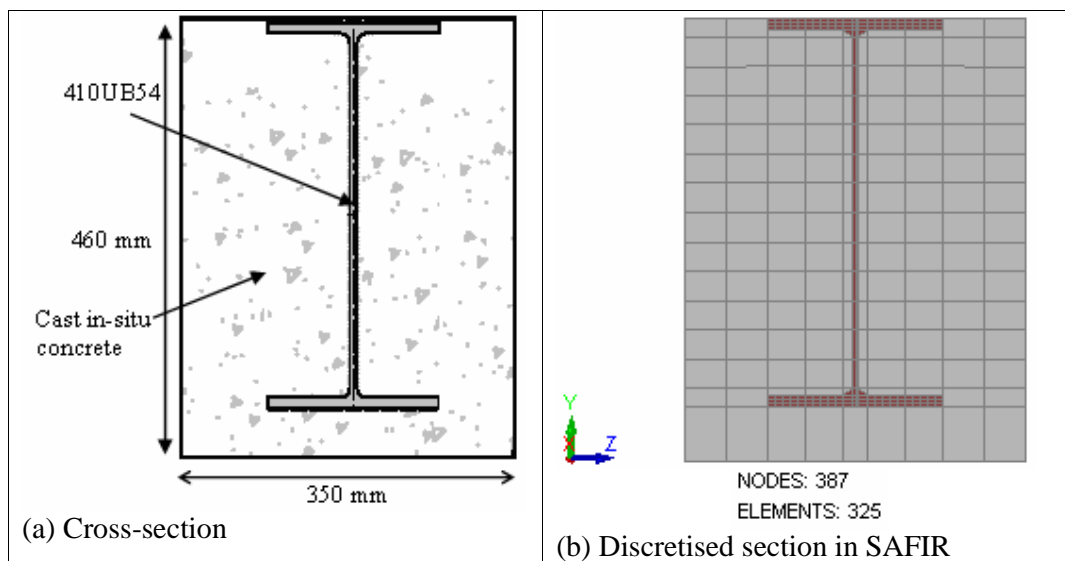 410UB54
460 mm
Cast in-situ
concrete
350 mm
(a) Cross-section
Y
X
Z
NODES: 387
ELEMENTS: 325
(b) Discretised section in SAFIR